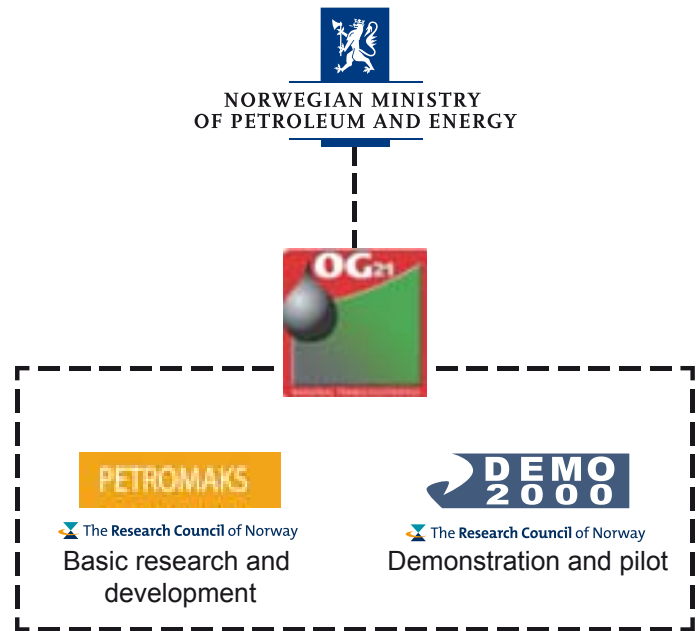 NORWEGIAN MINISTRY
OF PETROLEUM AND ENERGY
OG21
PETROMAKS
DEMO
2000
The Research Council of Norway
The Research Council of Norway
Basic research and
development
Demonstration and pilot